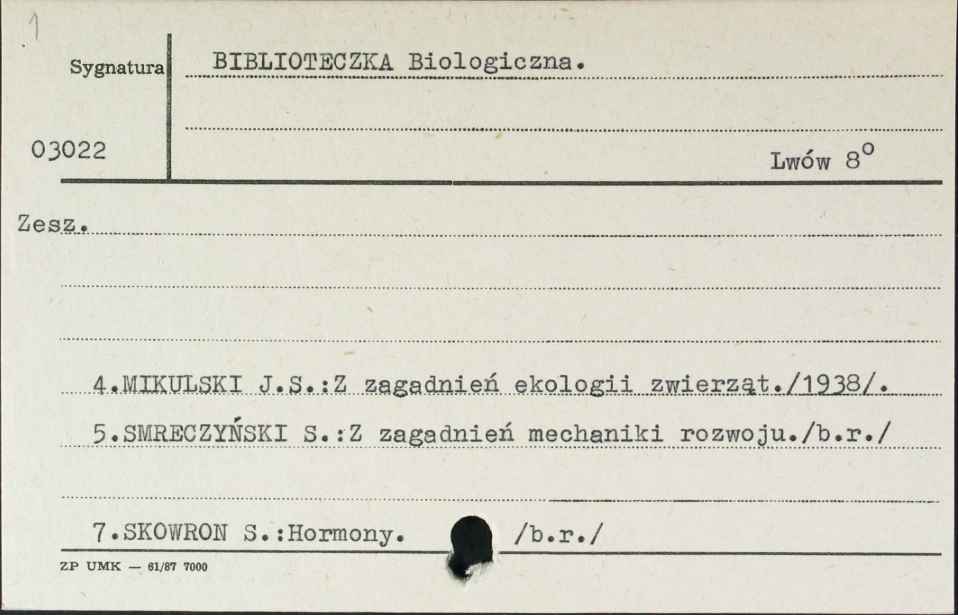 1
Sygnatura
BIBLIOTECZKA Biologiczna.
03022
Lwów 8⁰
Zesz.
4.MIKULSKI J.S.:Z zagadnień ekologii zwierząt./1938/.
5.SMRECZYŃSKI S.:Z zagadnień mechaniki rozwoju./b.r./
7.SKOWRON S.:Hormony. /b.r./
ZP UMK — 61/87 7000